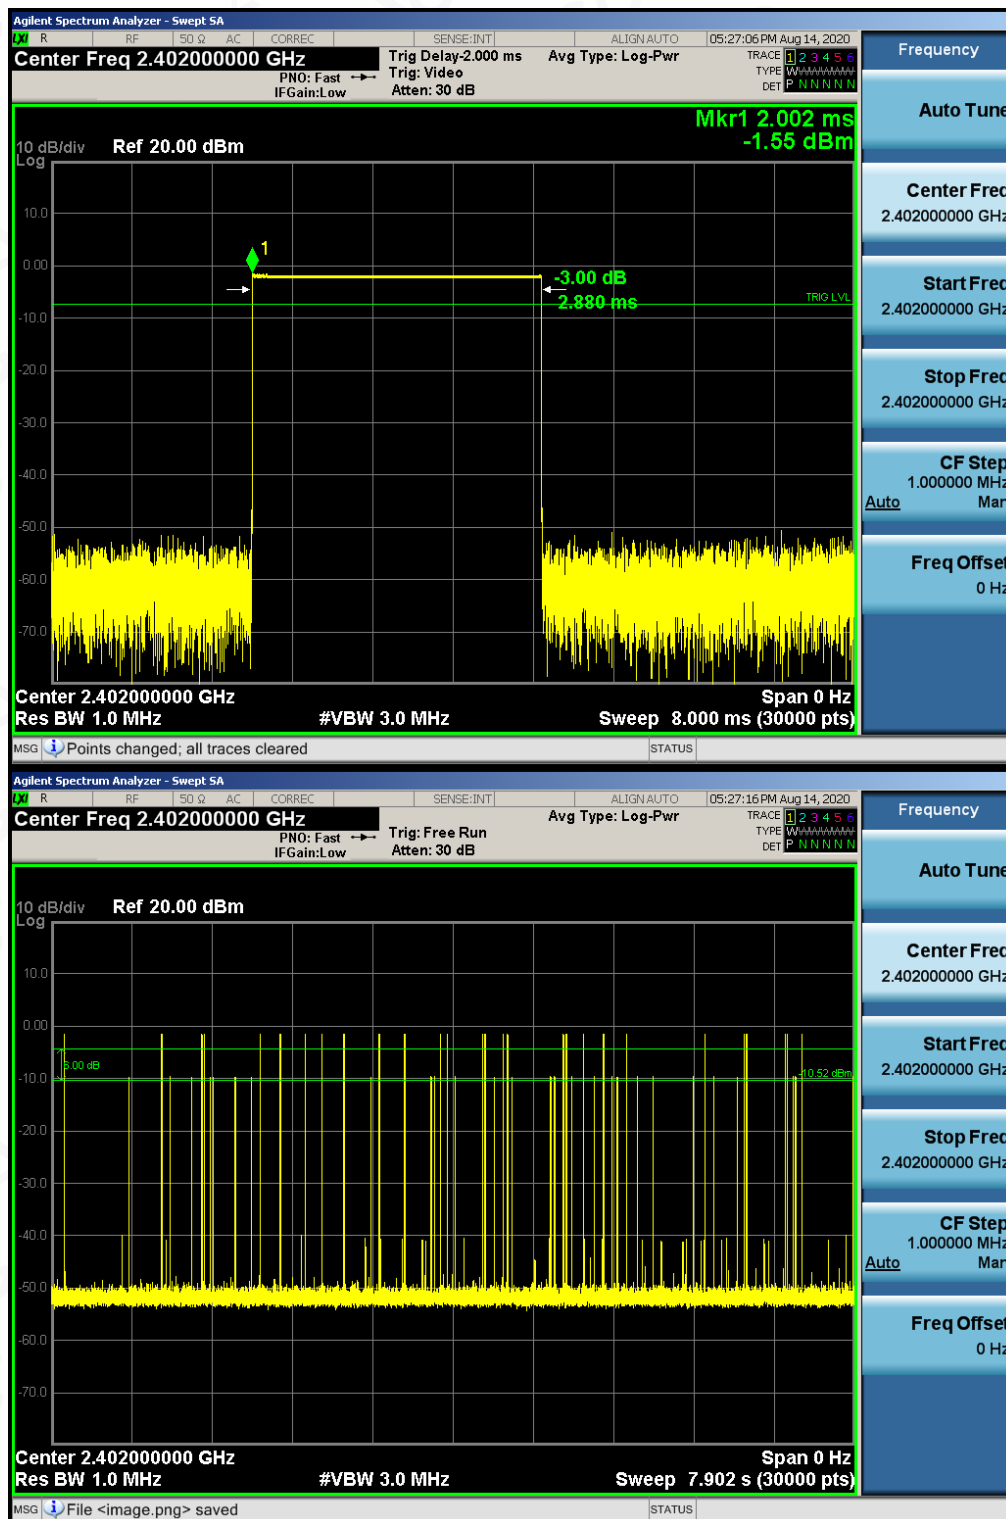 Agilent Spectrum Analyzer - Swept SA
LXI R RF 50 Ω AC CORREC SENSE:INT ALIGN AUTO 05:27:06 PM Aug 14, 2020
Center Freq 2.402000000 GHz
PNO: Fast
IFGain:Low
Trig Delay-2.000 ms
Trig: Video
Atten: 30 dB
Avg Type: Log-Pwr
TRACE 1 2 3 4 5 6
TYPE W
DET P N N N N N
Frequency
Auto Tune
Mkr1 2.002 ms
-1.55 dBm
10 dB/div
Log
Ref 20.00 dBm
10.0
0.00
-10.0
-20.0
-30.0
-40.0
-50.0
-60.0
-70.0
1
-3.00 dB
2.880 ms
TRIG LVL
Center Freq
2.402000000 GHz
Start Freq
2.402000000 GHz
Stop Freq
2.402000000 GHz
CF Step
1.000000 MHz
Auto Man
Freq Offset
0 Hz
Center 2.402000000 GHz
Span 0 Hz
Res BW 1.0 MHz
#VBW 3.0 MHz
Sweep 8.000 ms (30000 pts)
MSG Points changed; all traces cleared
STATUS
Agilent Spectrum Analyzer - Swept SA
LXI R RF 50 Ω AC CORREC SENSE:INT ALIGN AUTO 05:27:16 PM Aug 14, 2020
Center Freq 2.402000000 GHz
PNO: Fast
IFGain:Low
Trig: Free Run
Atten: 30 dB
Avg Type: Log-Pwr
TRACE 1 2 3 4 5 6
TYPE W
DET P N N N N N
Frequency
Auto Tune
10 dB/div
Log
Ref 20.00 dBm
10.0
0.00
-10.0
-20.0
-30.0
-40.0
-50.0
-60.0
-70.0
6.00 dB
-10.52 dBm
Center Freq
2.402000000 GHz
Start Freq
2.402000000 GHz
Stop Freq
2.402000000 GHz
CF Step
1.000000 MHz
Auto Man
Freq Offset
0 Hz
Center 2.402000000 GHz
Span 0 Hz
Res BW 1.0 MHz
#VBW 3.0 MHz
Sweep 7.902 s (30000 pts)
MSG File <image.png> saved
STATUS